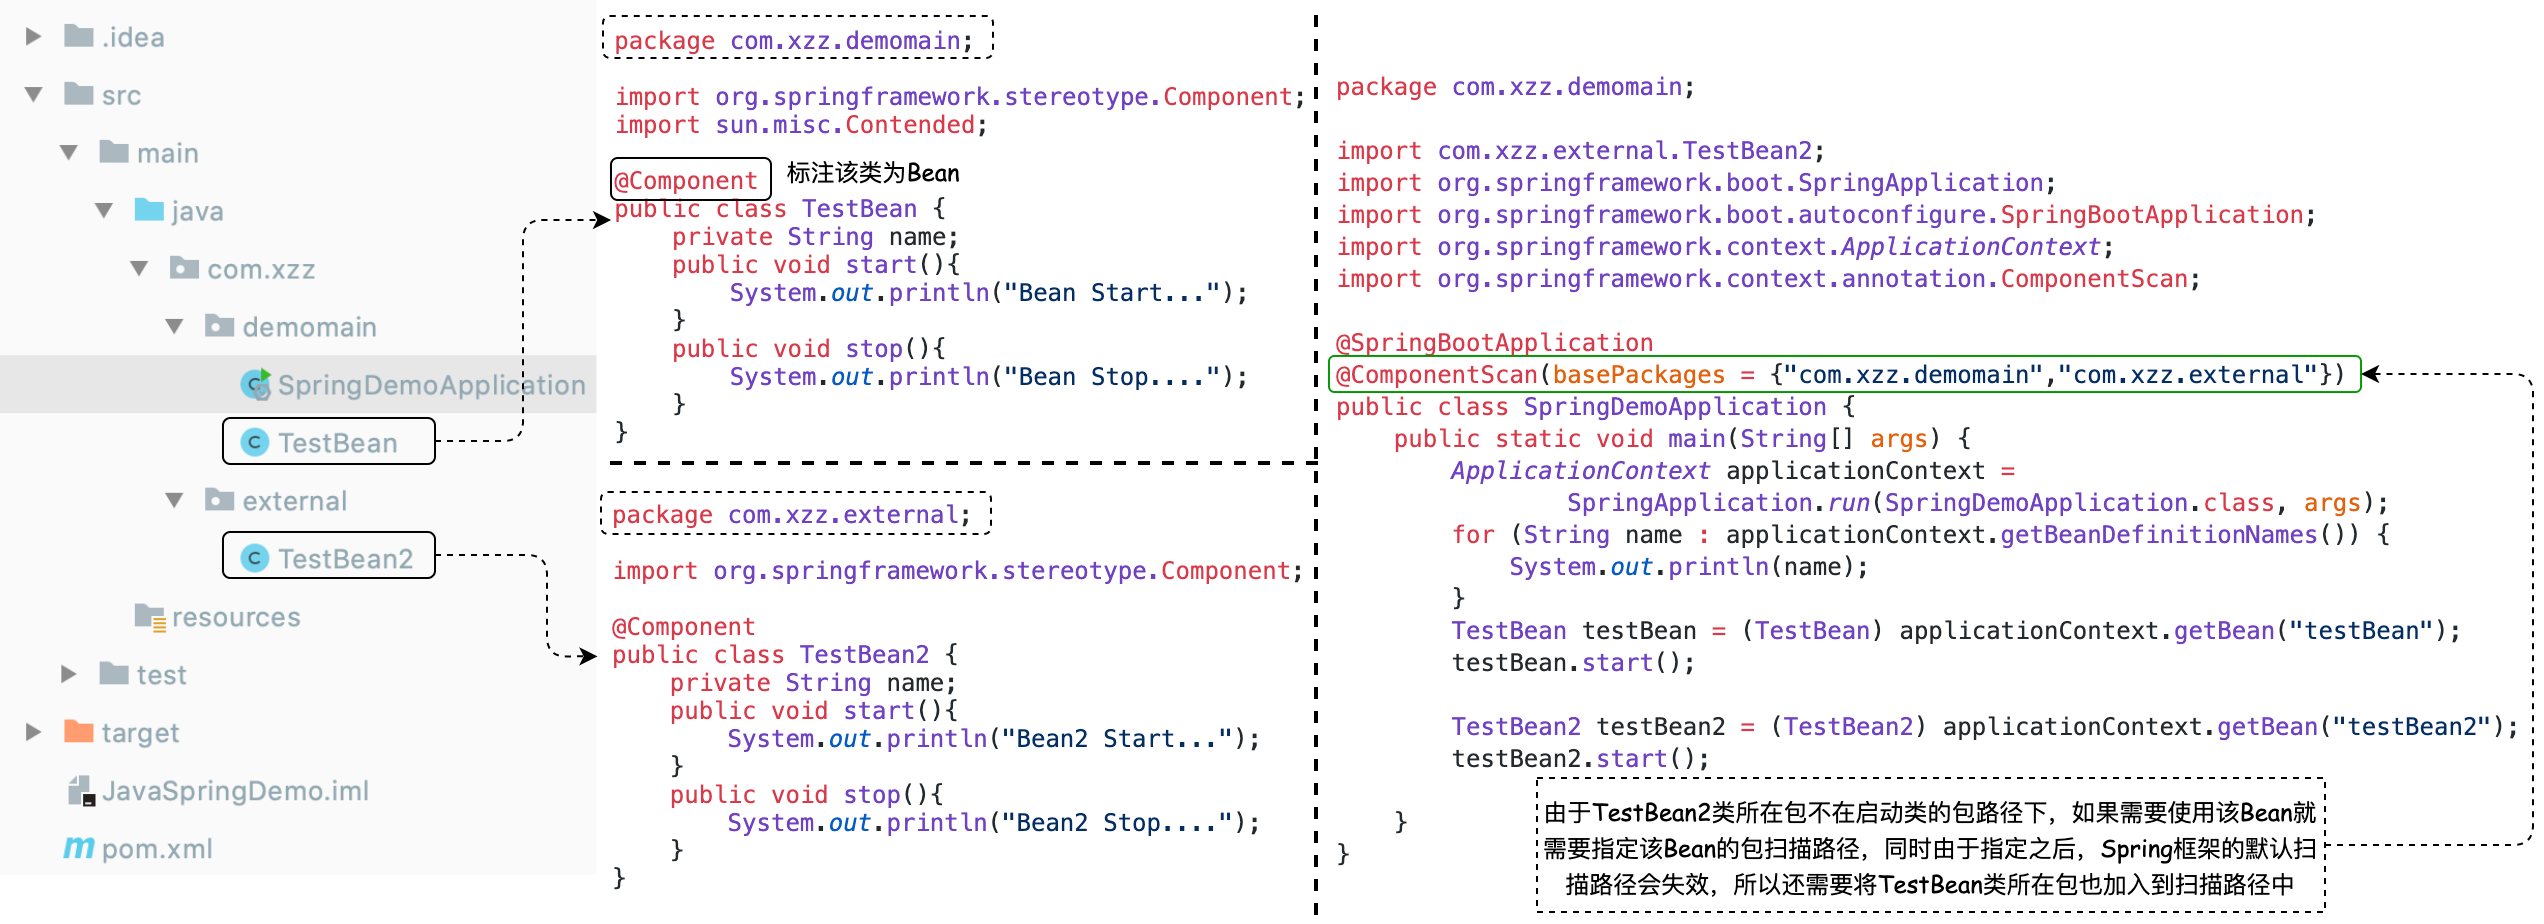 .idea
src
main
java
com.xzz
demomain
SpringDemoApplication
TestBean
external
TestBean2
resources
test
target
JavaSpringDemo.iml
pom.xml
package com.xzz.demomain;
import org.springframework.stereotype.Component;
import sun.misc.Contended;
@Component 标注该类为Bean
public class TestBean {
    private String name;
    public void start(){
        System.out.println("Bean Start...");
    }
    public void stop(){
        System.out.println("Bean Stop....");
    }
}
package com.xzz.external;
import org.springframework.stereotype.Component;
@Component
public class TestBean2 {
    private String name;
    public void start(){
        System.out.println("Bean2 Start...");
    }
    public void stop(){
        System.out.println("Bean2 Stop....");
    }
}
package com.xzz.demomain;
import com.xzz.external.TestBean2;
import org.springframework.boot.SpringApplication;
import org.springframework.boot.autoconfigure.SpringBootApplication;
import org.springframework.context.ApplicationContext;
import org.springframework.context.annotation.ComponentScan;
@SpringBootApplication
@ComponentScan(basePackages = {"com.xzz.demomain","com.xzz.external"})
public class SpringDemoApplication {
    public static void main(String[] args) {
        ApplicationContext applicationContext =
                SpringApplication.run(SpringDemoApplication.class, args);
        for (String name : applicationContext.getBeanDefinitionNames()) {
            System.out.println(name);
        }
        TestBean testBean = (TestBean) applicationContext.getBean("testBean");
        testBean.start();
        TestBean2 testBean2 = (TestBean2) applicationContext.getBean("testBean2");
        testBean2.start();
    }
}
由于TestBean2类所在包不在启动类的包路径下，如果需要使用该Bean就
需要指定该Bean的包扫描路径，同时由于指定之后，Spring框架的默认扫
描路径会失效，所以还需要将TestBean类所在包也加入到扫描路径中